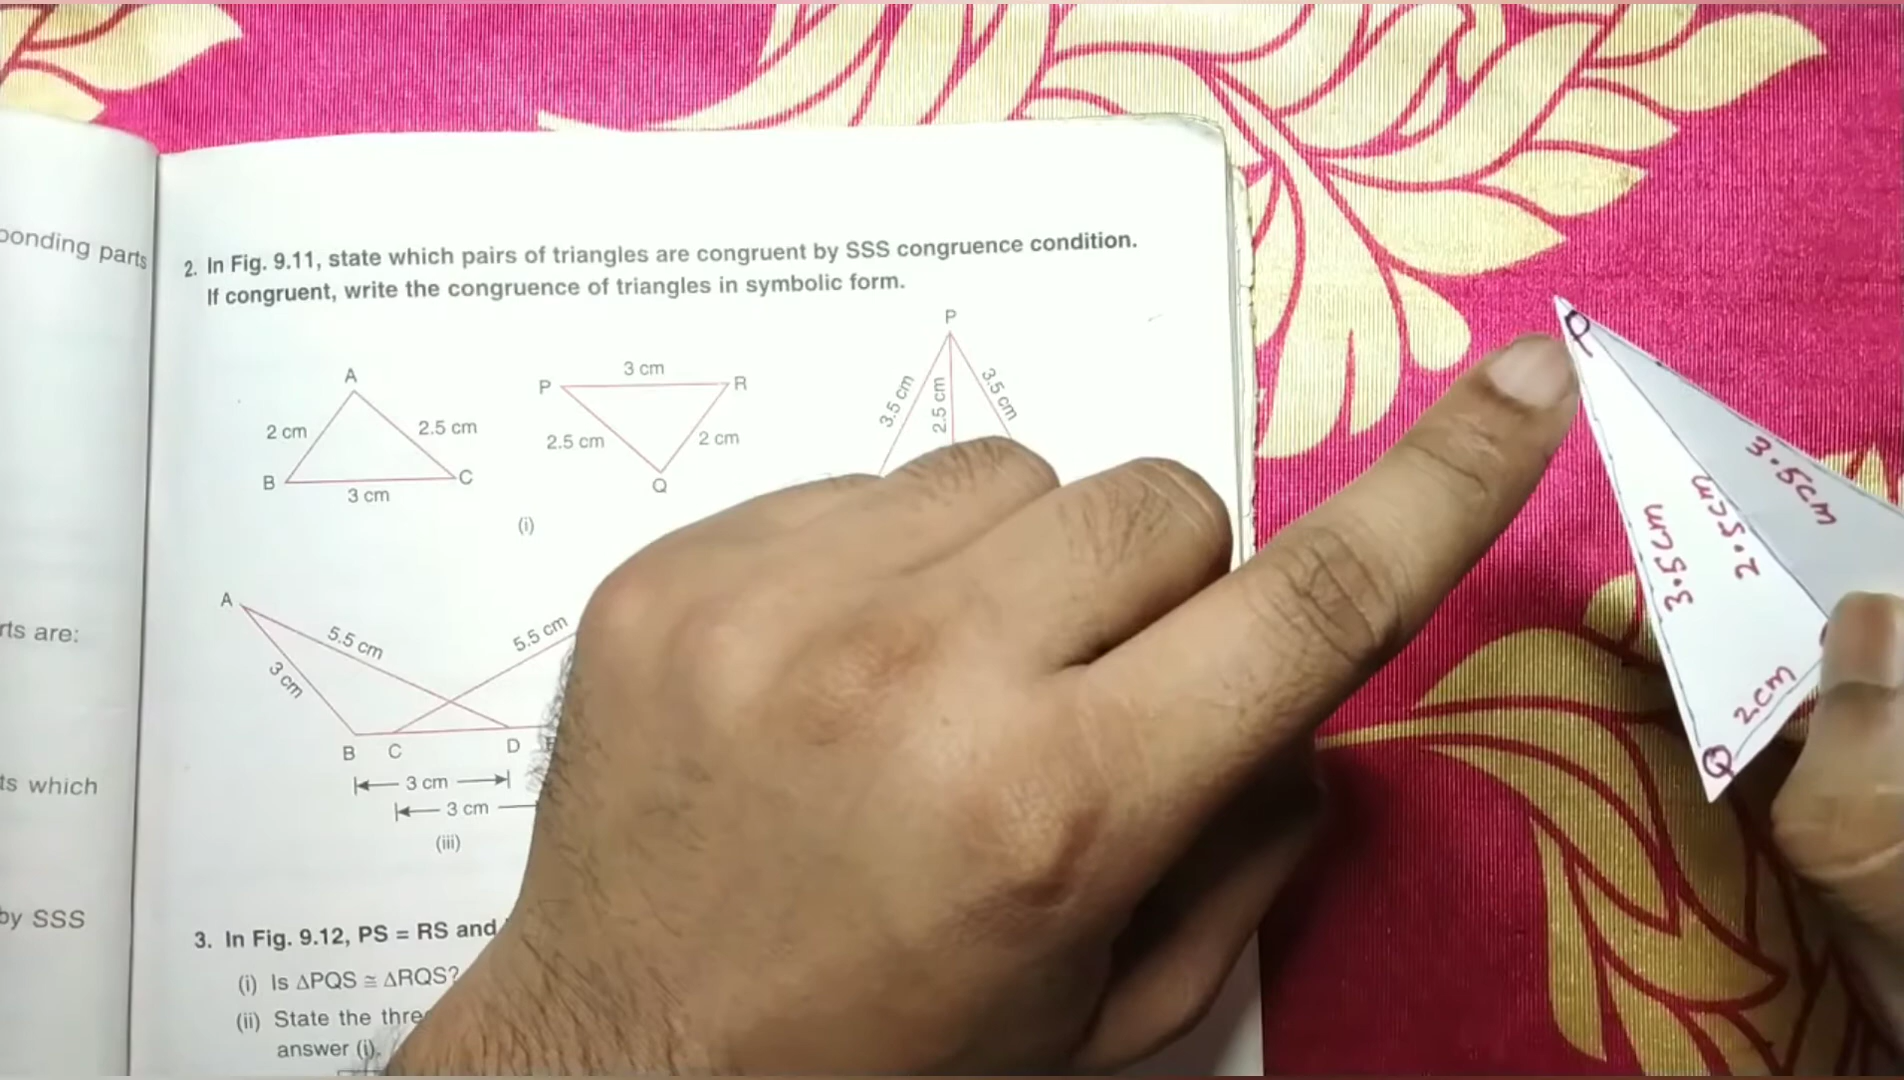 ponding parts
rts are:
ts which
by SSS
2. In Fig. 9.11, state which pairs of triangles are congruent by SSS congruence condition.
If congruent, write the congruence of triangles in symbolic form.
A
2 cm
2.5 cm
B
C
3 cm
3 cm
P
R
2.5 cm
2 cm
Q
(i)
P
3.5 cm
2.5 cm
3.5 cm
A
5.5 cm
3 cm
5.5 cm
B
C
D
3 cm
3 cm
(iii)
3. In Fig. 9.12, PS = RS and
(i) Is ΔPQS ≅ ΔRQS?
(ii) State the thre
answer (i).
P
3.5cm
2.5cm
3.5cm
2cm
Q